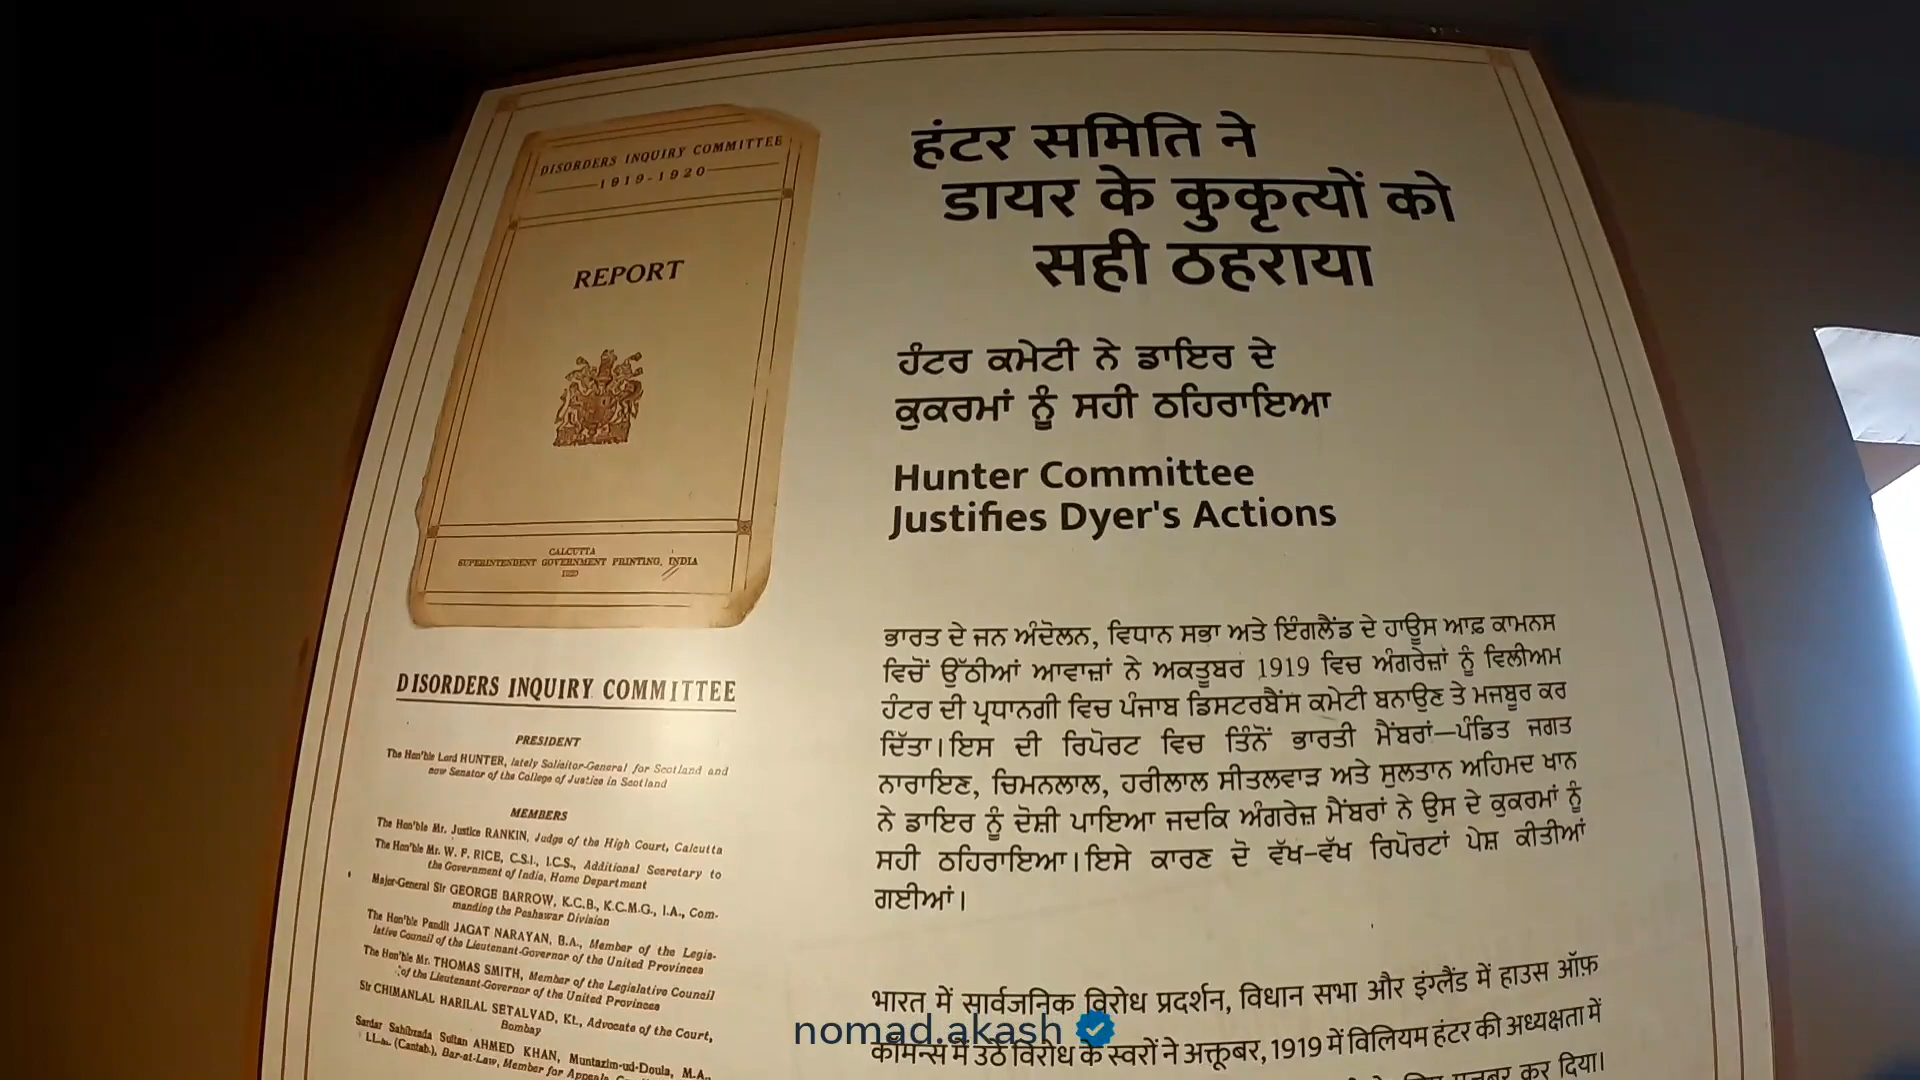 DISORDERS INQUIRY COMMITTEE
1919-1920
REPORT
CALCUTTA
SUPERINTENDENT GOVERNMENT PRINTING, INDIA
1920
DISORDERS INQUIRY COMMITTEE
PRESIDENT
The Hon'ble Lord HUNTER, lately Solicitor-General for Scotland and
now Senator of the College of Justice in Scotland
MEMBERS
The Hon'ble Mr. Justice RANKIN, Judge of the High Court, Calcutta
The Hon'ble Mr. W. F. RICE, C.S.I., I.C.S., Additional Secretary to
the Government of India, Home Department
Major-General Sir GEORGE BARROW, K.C.B., K.C.M.G., I.A., Com-
manding the Peshawar Division
The Hon'ble Pandit JAGAT NARAYAN, B.A., Member of the Legis-
lative Council of the Lieutenant-Governor of the United Provinces
The Hon'ble Mr. THOMAS SMITH, Member of the Legislative Council
of the Lieutenant-Governor of the United Provinces
Sir CHIMANLAL HARILAL SETALVAD, Kt., Advocate of the Court,
Bombay
Sardar Sahibzada Sultan AHMED KHAN, Muntazim-ud-Doula, M.A.,
LL.M. (Cantab.), Bar-at-Law, Member for Appeals,
हंटर समिति ने
डायर के कुकृत्यों को
सही ठहराया
ਹੰਟਰ ਕਮੇਟੀ ਨੇ ਡਾਇਰ ਦੇ
ਕੁਕਰਮਾਂ ਨੂੰ ਸਹੀ ਠਹਿਰਾਇਆ
Hunter Committee
Justifies Dyer's Actions
ਭਾਰਤ ਦੇ ਜਨ ਅੰਦੋਲਨ, ਵਿਧਾਨ ਸਭਾ ਅਤੇ ਇੰਗਲੈਂਡ ਦੇ ਹਾਊਸ ਆਫ਼ ਕਾਮਨਸ
ਵਿਚੋਂ ਉੱਠੀਆਂ ਆਵਾਜ਼ਾਂ ਨੇ ਅਕਤੂਬਰ 1919 ਵਿਚ ਅੰਗਰੇਜ਼ਾਂ ਨੂੰ ਵਿਲੀਅਮ
ਹੰਟਰ ਦੀ ਪ੍ਰਧਾਨਗੀ ਵਿਚ ਪੰਜਾਬ ਡਿਸਟਰਬੈਂਸ ਕਮੇਟੀ ਬਨਾਉਣ ਤੇ ਮਜਬੂਰ ਕਰ
ਦਿੱਤਾ।ਇਸ ਦੀ ਰਿਪੋਰਟ ਵਿਚ ਤਿੰਨੋਂ ਭਾਰਤੀ ਮੈਂਬਰਾਂ—ਪੰਡਿਤ ਜਗਤ
ਨਾਰਾਇਣ, ਚਿਮਨਲਾਲ, ਹਰੀਲਾਲ ਸੀਤਲਵਾੜ ਅਤੇ ਸੁਲਤਾਨ ਅਹਿਮਦ ਖਾਨ
ਨੇ ਡਾਇਰ ਨੂੰ ਦੋਸ਼ੀ ਪਾਇਆ ਜਦਕਿ ਅੰਗਰੇਜ਼ ਮੈਂਬਰਾਂ ਨੇ ਉਸ ਦੇ ਕੁਕਰਮਾਂ ਨੂੰ
ਸਹੀ ਠਹਿਰਾਇਆ।ਇਸੇ ਕਾਰਣ ਦੋ ਵੱਖ-ਵੱਖ ਰਿਪੋਰਟਾਂ ਪੇਸ਼ ਕੀਤੀਆਂ
ਗਈਆਂ।
भारत में सार्वजनिक विरोध प्रदर्शन, विधान सभा और इंग्लैंड में हाउस ऑफ़
कॉमन्स में उठे विरोध के स्वरों ने अक्तूबर, 1919 में विलियम हंटर की अध्यक्षता में
कर दिया।
nomad.akash